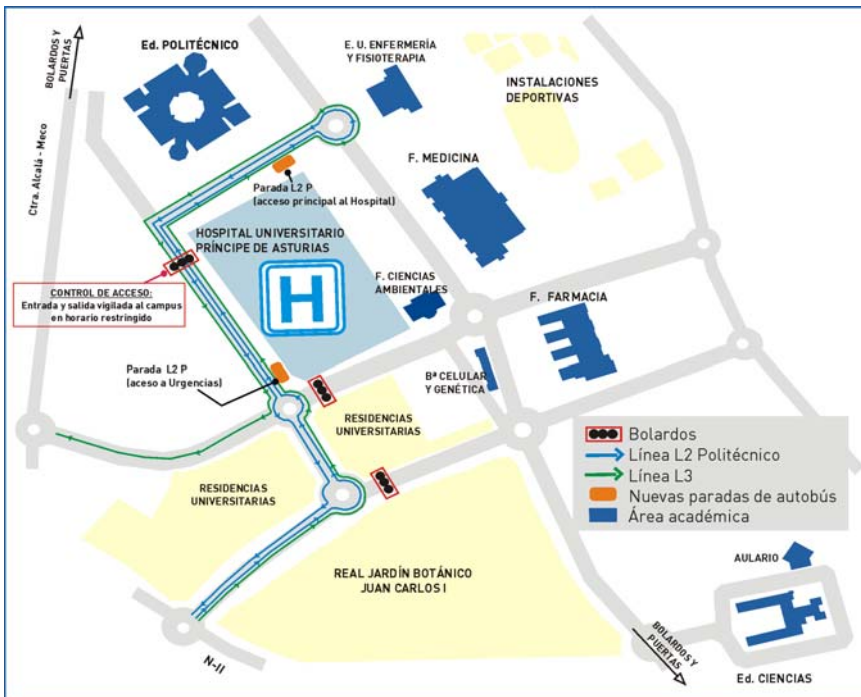 BOLARDOS Y
PUERTAS
Ed. POLITÉCNICO
E. U. ENFERMERÍA
Y FISIOTERAPIA
INSTALACIONES
DEPORTIVAS
Ctra. Alcalá - Meco
F. MEDICINA
Parada L2 P
(acceso principal al Hospital)
HOSPITAL UNIVERSITARIO
PRÍNCIPE DE ASTURIAS
H
F. CIENCIAS
AMBIENTALES
F. FARMACIA
CONTROL DE ACCESO:
Entrada y salida vigilada al campus
en horario restringido
Parada L2 P
(aceso a Urgencias)
Bª CELULAR
Y GENÉTICA
RESIDENCIAS
UNIVERSITARIAS
RESIDENCIAS
UNIVERSITARIAS
Bolardos
Línea L2 Politécnico
Línea L3
Nuevas paradas de autobús
Área académica
REAL JARDÍN BOTÁNICO
JUAN CARLOS I
AULARIO
BOLARDOS Y
PUERTAS
N-II
Ed. CIENCIAS